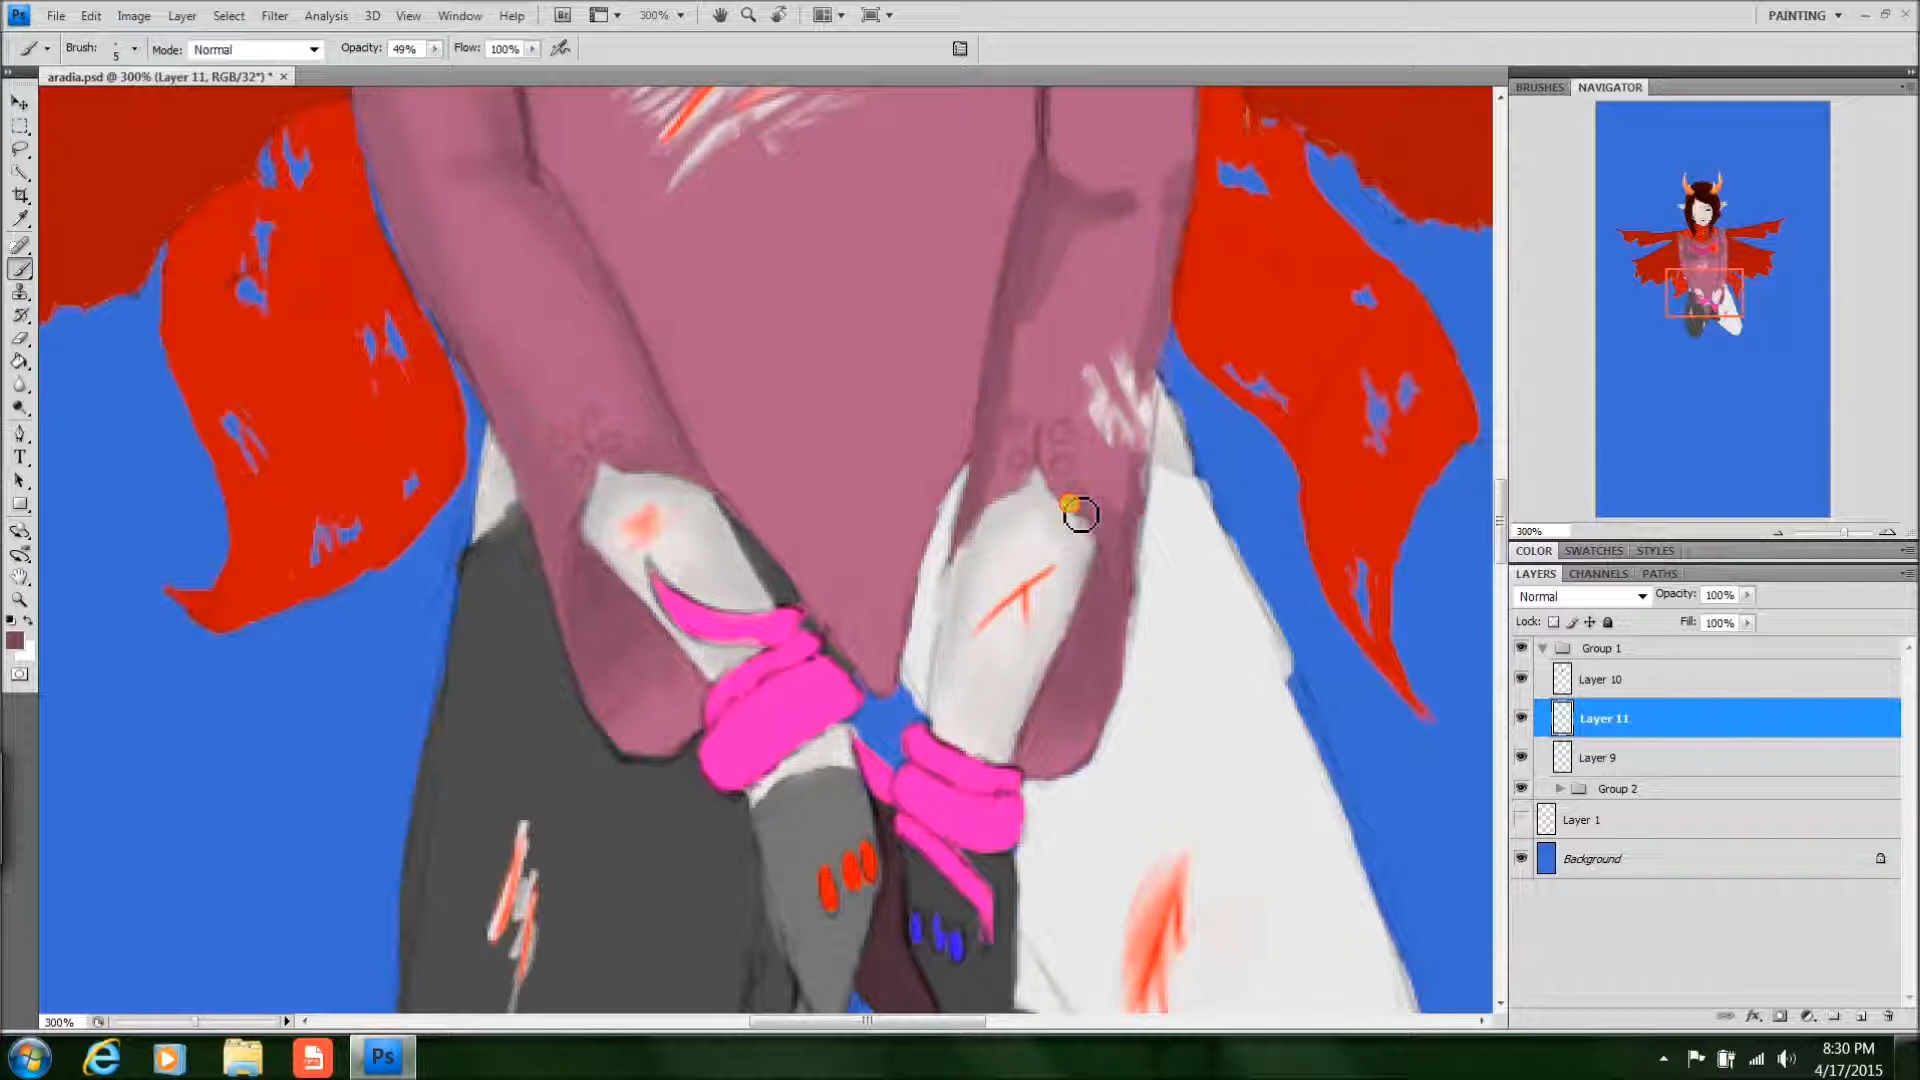 Ps File Edit Image Layer Select Filter Analysis 3D View Window Help Br 300% PAINTING
Brush: 5 Mode: Normal Opacity: 49% Flow: 100%
aradia.psd @ 300% (Layer 11, RGB/32*) * ×
BRUSHES NAVIGATOR
300%
COLOR SWATCHES STYLES
LAYERS CHANNELS PATHS
Normal Opacity: 100%
Lock: Fill: 100%
Group 1
Layer 10
Layer 11
Layer 9
Group 2
Layer 1
Background
fx
300%
Ps
8:30 PM
4/17/2015